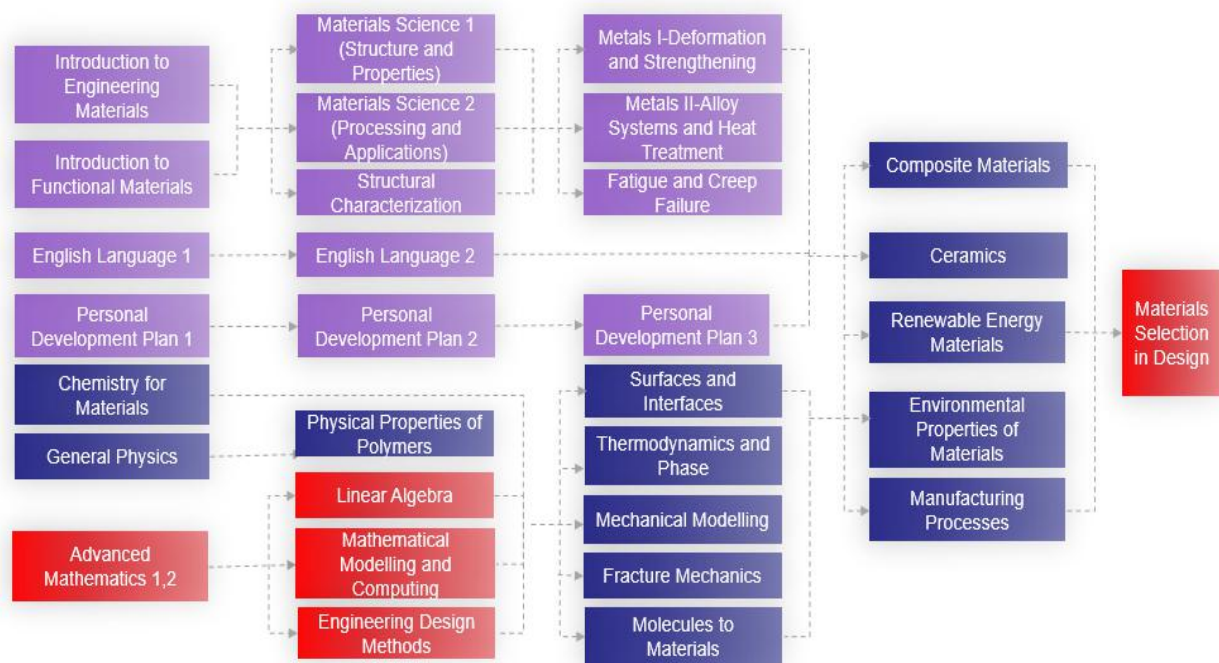 Introduction to
Engineering
Materials
Introduction to
Functional Materials
English Language 1
Personal
Development Plan 1
Chemistry for
Materials
General Physics
Advanced
Mathematics 1,2
Materials Science 1
(Structure and
Properties)
Materials Science 2
(Processing and
Applications)
Structural
Characterization
English Language 2
Personal
Development Plan 2
Physical Properties of
Polymers
Linear Algebra
Mathematical
Modelling and
Computing
Engineering Design
Methods
Metals I-Deformation
and Strengthening
Metals II-Alloy
Systems and Heat
Treatment
Fatigue and Creep
Failure
Personal
Development Plan 3
Surfaces and
Interfaces
Thermodynamics and
Phase
Mechanical Modelling
Fracture Mechanics
Molecules to
Materials
Composite Materials
Ceramics
Renewable Energy
Materials
Environmental
Properties of
Materials
Manufacturing
Processes
Materials
Selection
in Design